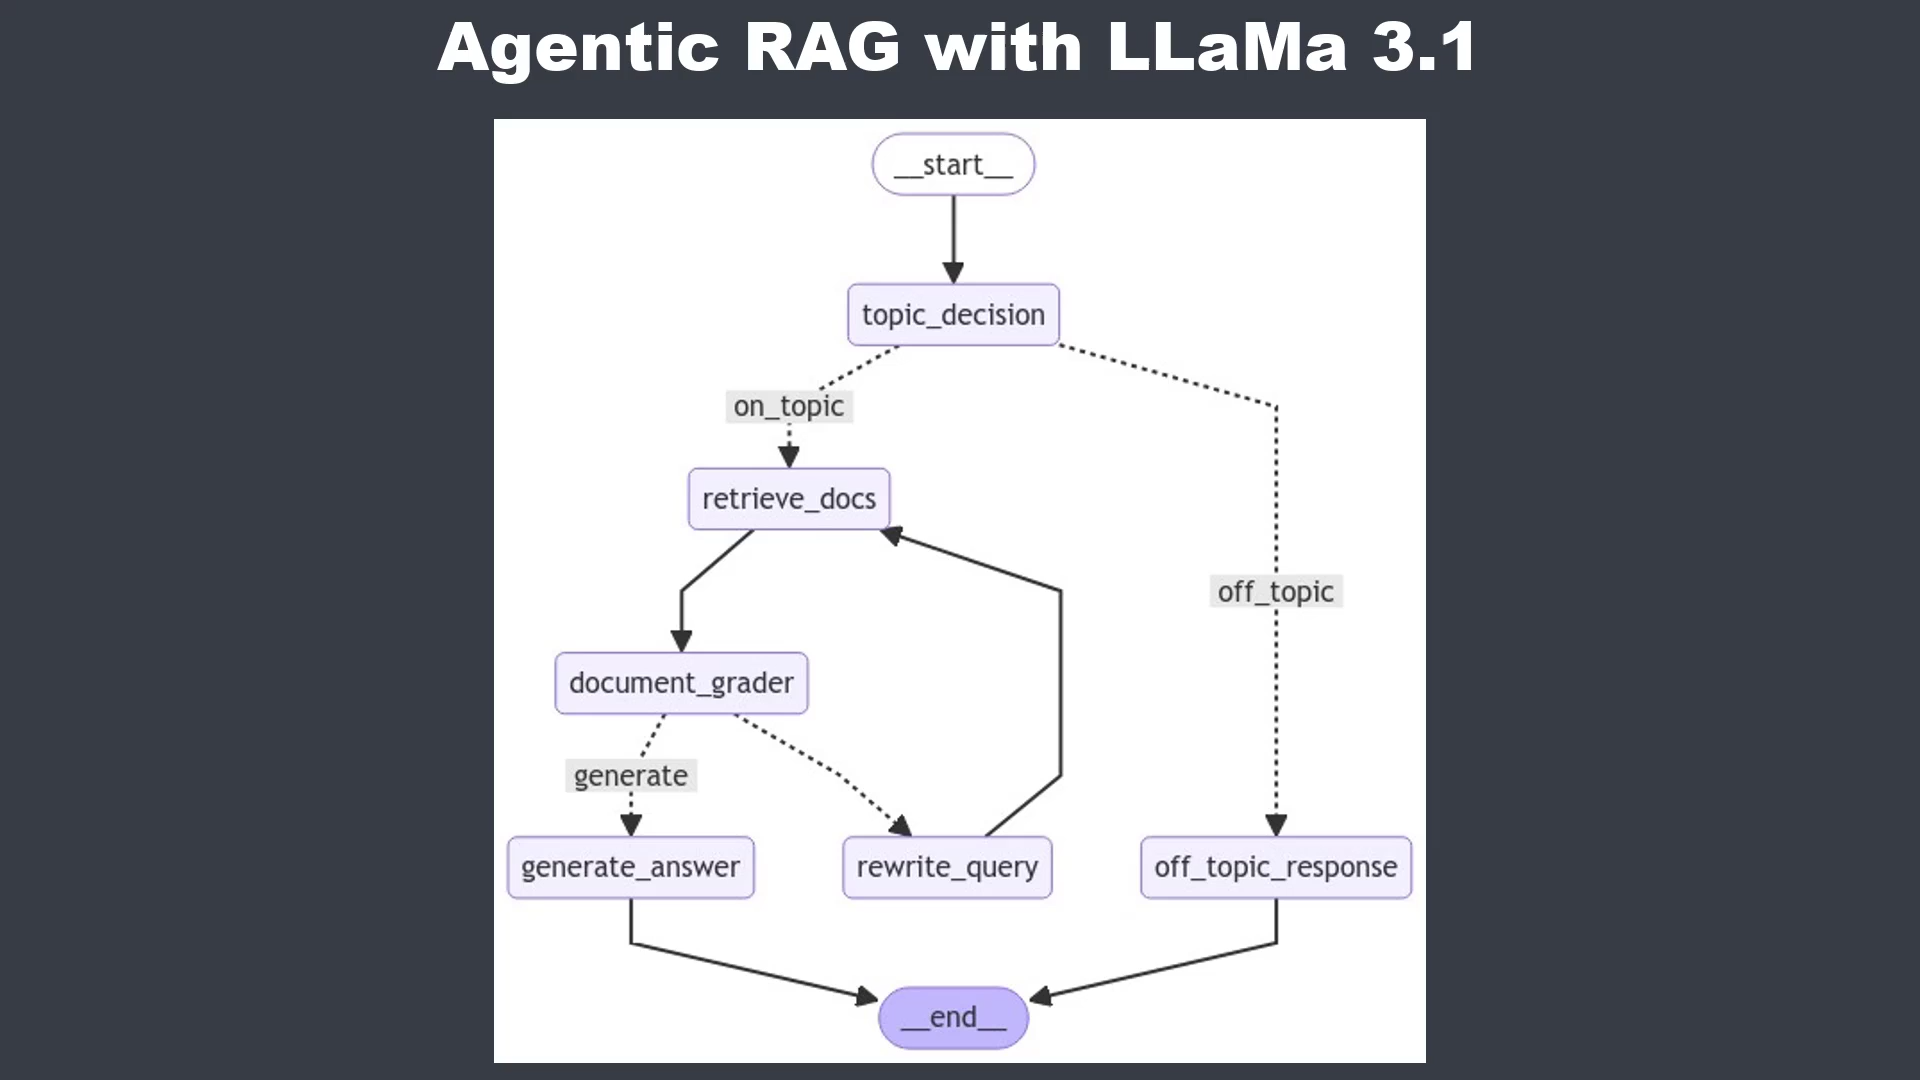 Agentic RAG with LLaMa 3.1
__start__
topic_decision
on_topic
retrieve_docs
off_topic
document_grader
generate
generate_answer
rewrite_query
off_topic_response
__end__